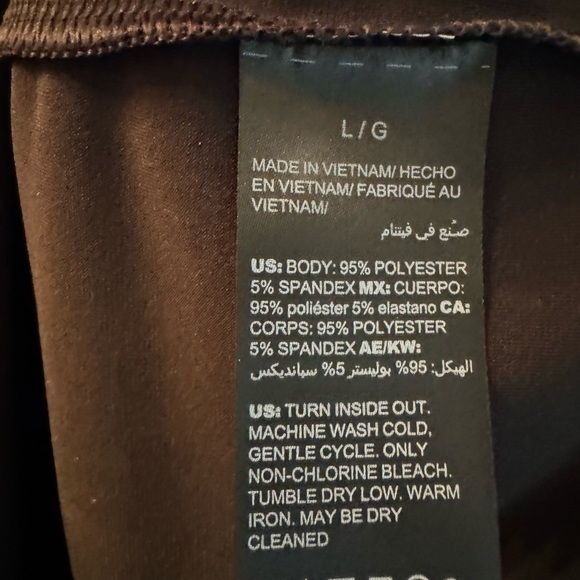 L/G
MADE IN VIETNAM/ HECHO
EN VIETNAM/ FABRIQUÉ AU
VIETNAM/
صُنع في فيتنام
US: BODY: 95% POLYESTER
5% SPANDEX MX: CUERPO:
95% poliéster 5% elastano CA:
CORPS: 95% POLYESTER
5% SPANDEX AE/KW:
الهيكل: 95% بوليستر 5% سباندیکس
US: TURN INSIDE OUT.
MACHINE WASH COLD,
GENTLE CYCLE. ONLY
NON-CHLORINE BLEACH.
TUMBLE DRY LOW. WARM
IRON. MAY BE DRY
CLEANED